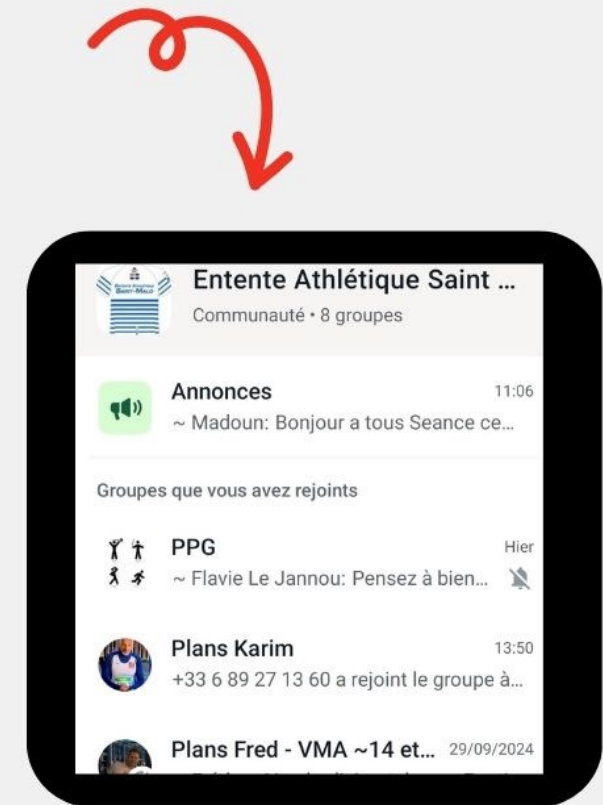 Entente Athlétique Saint ...
Communauté • 8 groupes
Annonces 11:06
~ Madoun: Bonjour a tous Seance ce...
Groupes que vous avez rejoints
PPG Hier
~ Flavie Le Jannou: Pensez à bien...
Plans Karim 13:50
+33 6 89 27 13 60 a rejoint le groupe à...
Plans Fred - VMA ~14 et... 29/09/2024